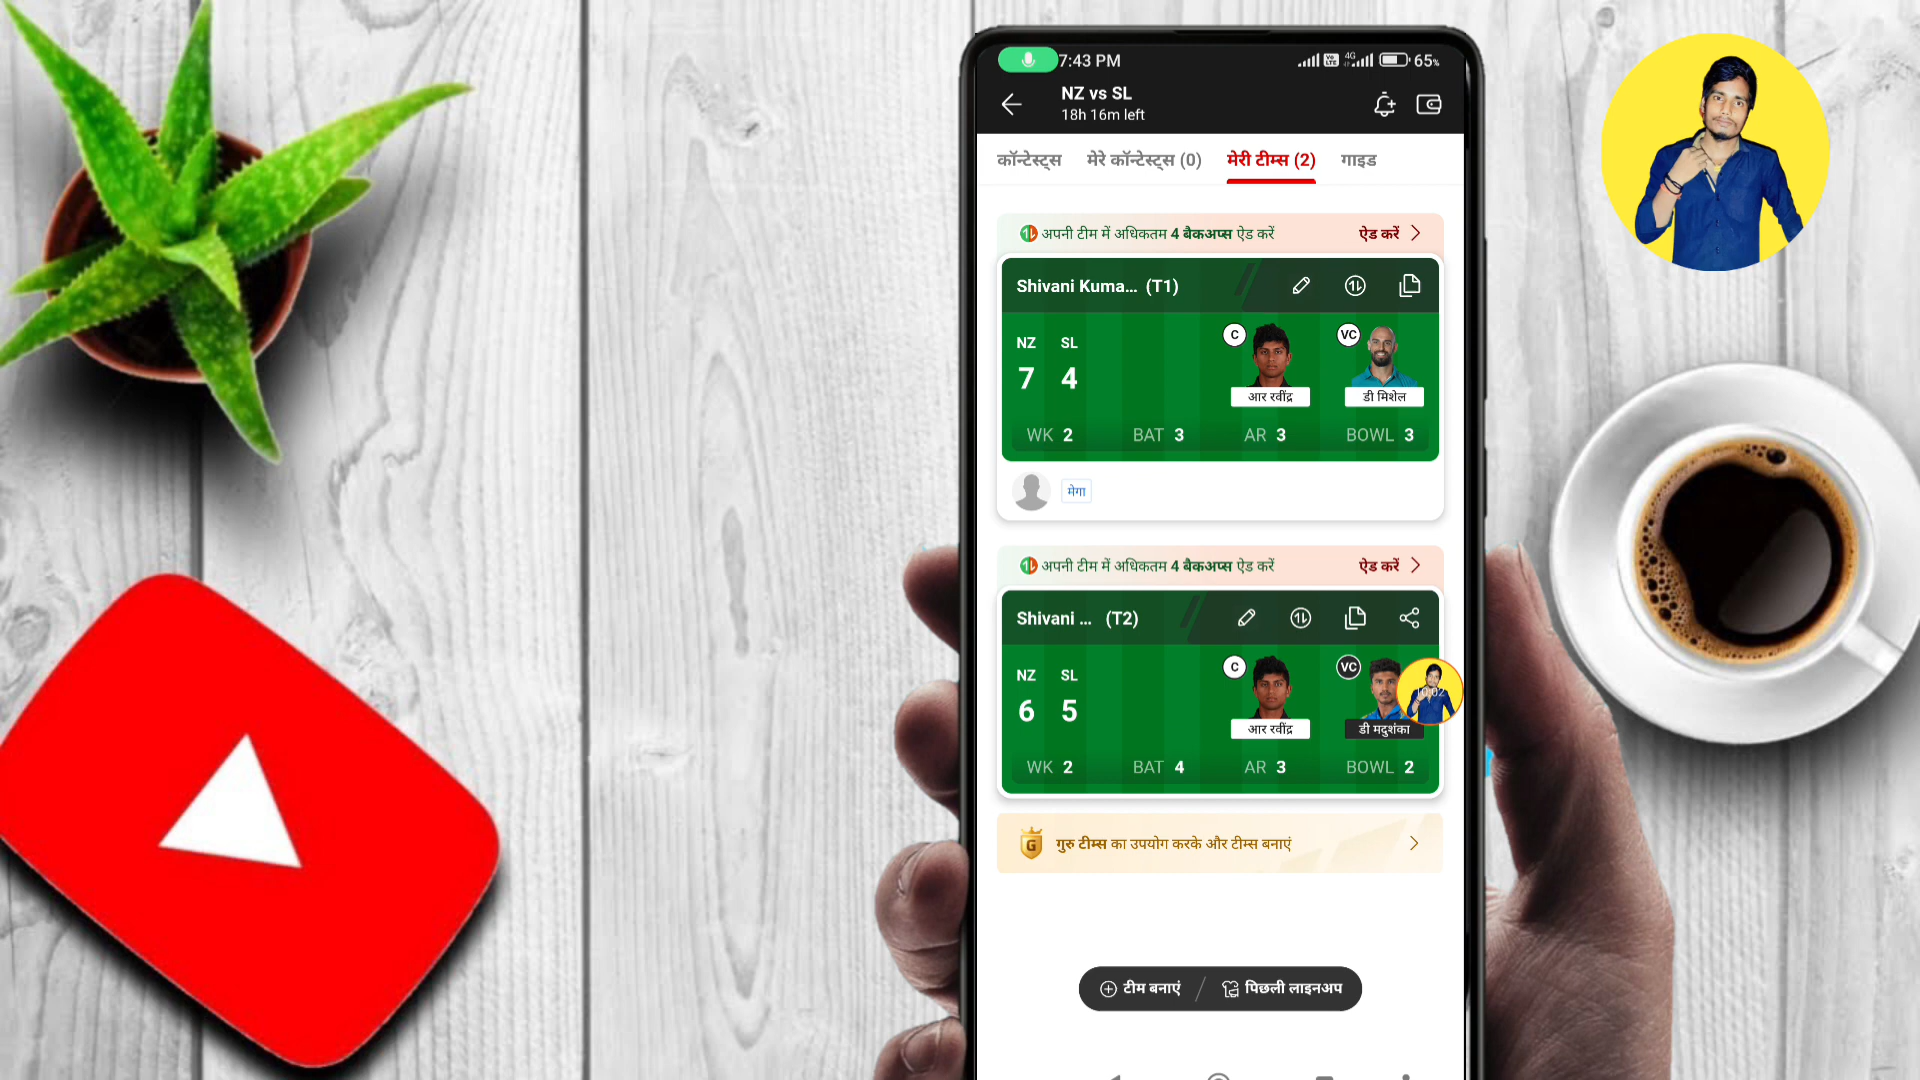 7:43 PM
4G
65%
NZ vs SL
18h 16m left
कॉन्टेस्ट्स मेरे कॉन्टेस्ट्स (0) मेरी टीम्स (2) गाइड
अपनी टीम में अधिकतम 4 बैकअप्स ऐड करें ऐड करें
Shivani Kuma... (T1)
NZ SL
7 4
C VC
आर रवींद्र डी मिशेल
WK 2 BAT 3 AR 3 BOWL 3
मेगा
अपनी टीम में अधिकतम 4 बैकअप्स ऐड करें ऐड करें
Shivani ... (T2)
NZ SL
6 5
C VC
10:02
आर रवींद्र डी मदुशंका
WK 2 BAT 4 AR 3 BOWL 2
G गुरु टीम्स का उपयोग करके और टीम्स बनाएं
टीम बनाएं पिछली लाइनअप